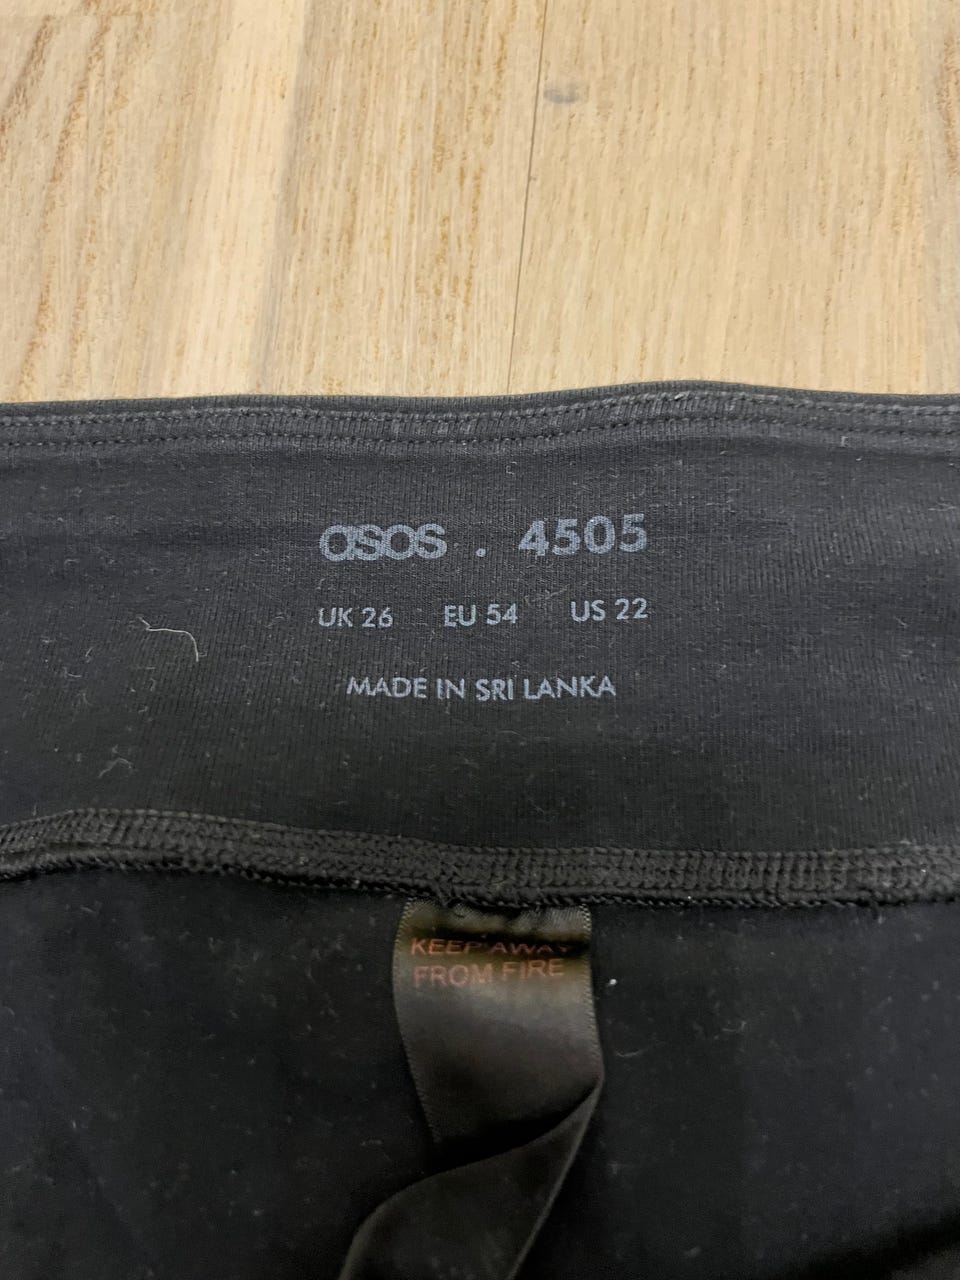 asos . 4505
UK 26 EU 54 US 22
MADE IN SRI LANKA
KEEP AWAY
FROM FIRE